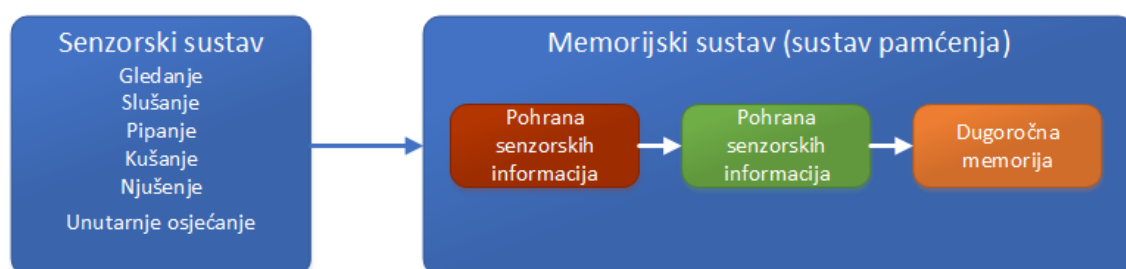 Senzorski sustav
Gledanje
Slušanje
Pipanje
Kušanje
Njušenje
Unutarnje osjećanje
Memorijski sustav (sustav pamćenja)
Pohrana
senzorskih
informacija
Pohrana
senzorskih
informacija
Dugoročna
memorija